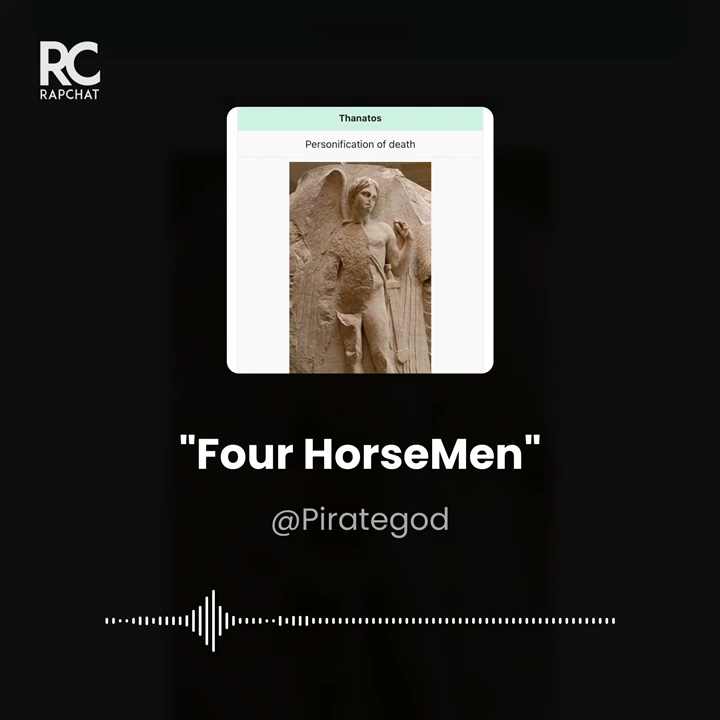 RC
RAPCHAT
Thanatos
Personification of death
"Four HorseMen"
@Pirategod